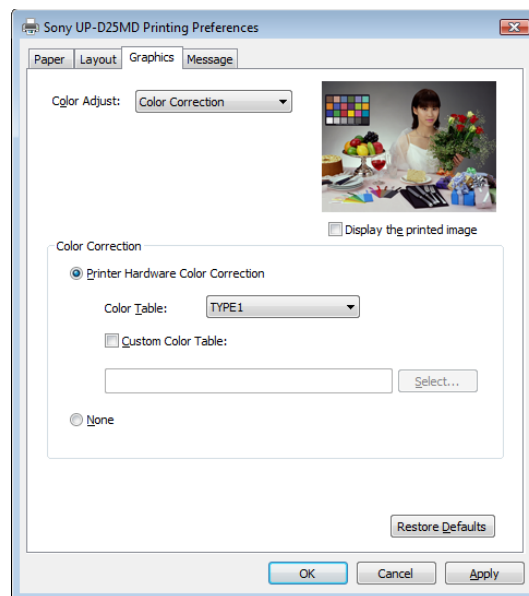 Sony UP-D25MD Printing Preferences
Paper Layout Graphics Message
Color Adjust: Color Correction
Display the printed image
Color Correction
Printer Hardware Color Correction
Color Table: TYPE1
Custom Color Table:
Select...
None
Restore Defaults
OK Cancel Apply